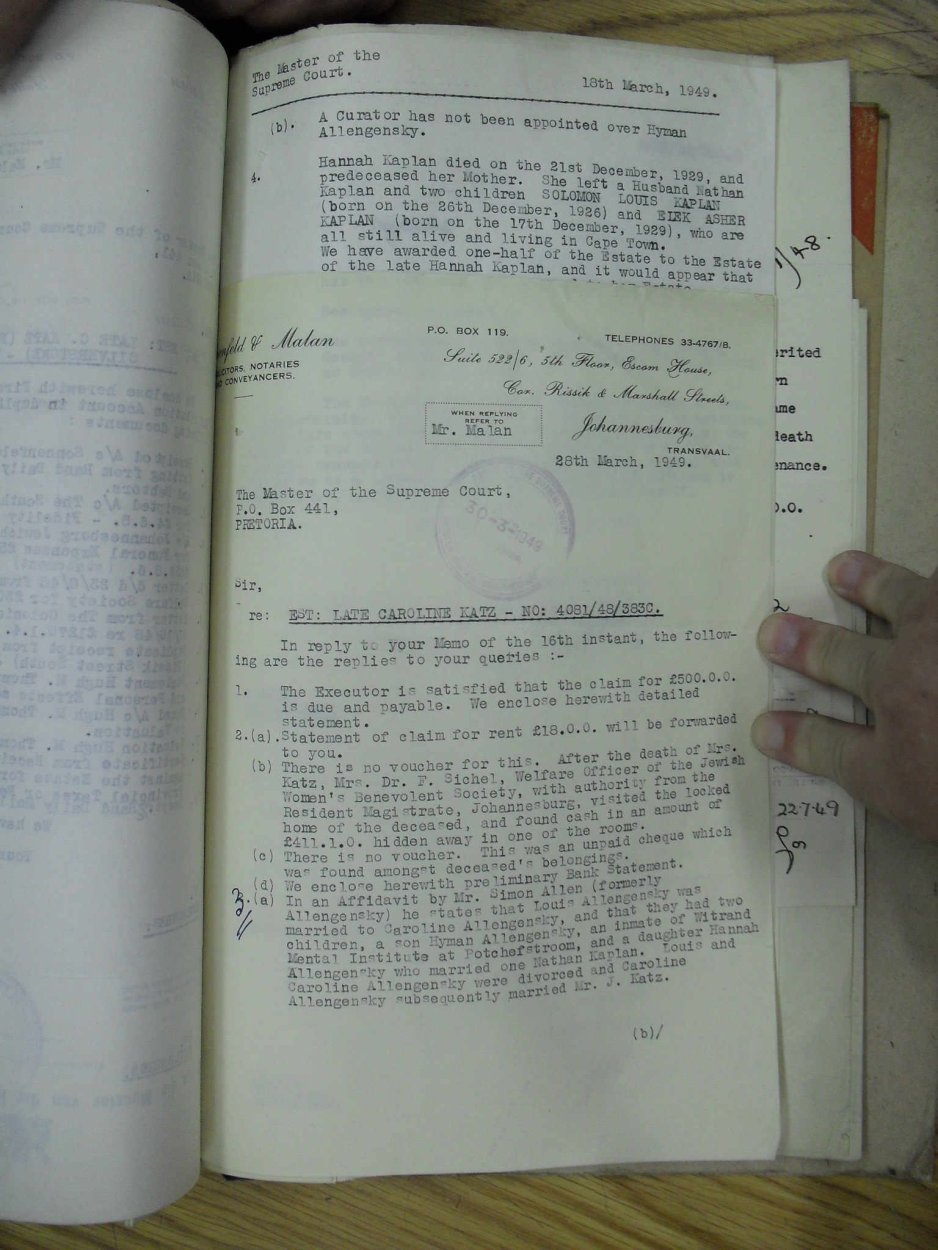 The Master of the
Supreme Court.
18th March, 1949.
(b). A Curator has not been appointed over Hyman
Allengensky.
4. Hannah Kaplan died on the 21st December, 1929, and
predeceased her Mother. She left a Husband Nathan
Kaplan and two children SOLOMON LOUIS KAPLAN
(born on the 26th December, 1926) and ELEK ASHER
KAPLAN (born on the 17th December, 1929), who are
all still alive and living in Cape Town.
We have awarded one-half of the Estate to the Estate
of the late Hannah Kaplan, and it would appear that
& Malan
P.O. BOX 119.
TELEPHONES 33-4767/8.
NOTARIES
CONVEYANCERS.
Suite 522/6, 5th Floor, Escom House,
Cor. Rissik & Marshall Streets,
WHEN REPLYING
REFER TO
Mr. Malan
Johannesburg,
TRANSVAAL.
28th March, 1949.
The Master of the Supreme Court,
P.O. Box 441,
PRETORIA.
30-3-1949
Sir,
re: EST: LATE CAROLINE KATZ - NO: 4081/48/383C.
In reply to your Memo of the 16th instant, the follow-
ing are the replies to your queries :-
1. The Executor is satisfied that the claim for £500.0.0.
is due and payable. We enclose herewith detailed
statement.
2.(a).Statement of claim for rent £18.0.0. will be forwarded
to you.
(b) There is no voucher for this. After the death of Mrs.
Katz, Mrs. Dr. F. Sichel, Welfare Officer of the Jewish
Women's Benevolent Society, with authority from the
Resident Magistrate, Johannesburg, visited the locked
home of the deceased, and found cash in an amount of
£411.1.0. hidden away in one of the rooms.
(c) There is no voucher. This was an unpaid cheque which
was found amongst deceased's belongings.
(d) We enclose herewith preliminary Bank Statement.
3.(a) In an Affidavit by Mr. Simon Allen (formerly
Allengensky) he states that Louis Allengensky was
married to Caroline Allengensky, and that they had two
children, a son Hyman Allengensky, an inmate of Witrand
Mental Institute at Potchefstroom, and a daughter Hannah
Allengensky who married one Nathan Kaplan. Louis and
Caroline Allengensky were divorced and Caroline
Allengensky subsequently married Mr. J. Katz.
(b)/
/48.
death
22-7-49